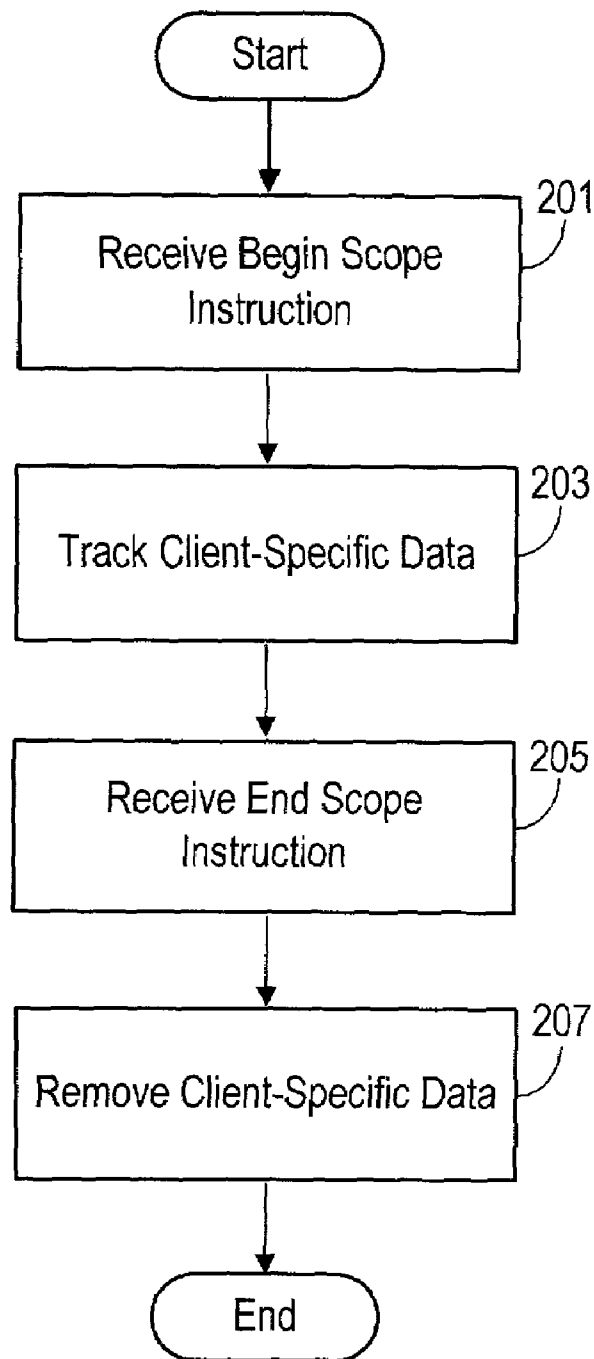 Start
201
Receive Begin Scope
Instruction
203
Track Client-Specific Data
205
Receive End Scope
Instruction
207
Remove Client-Specific Data
End